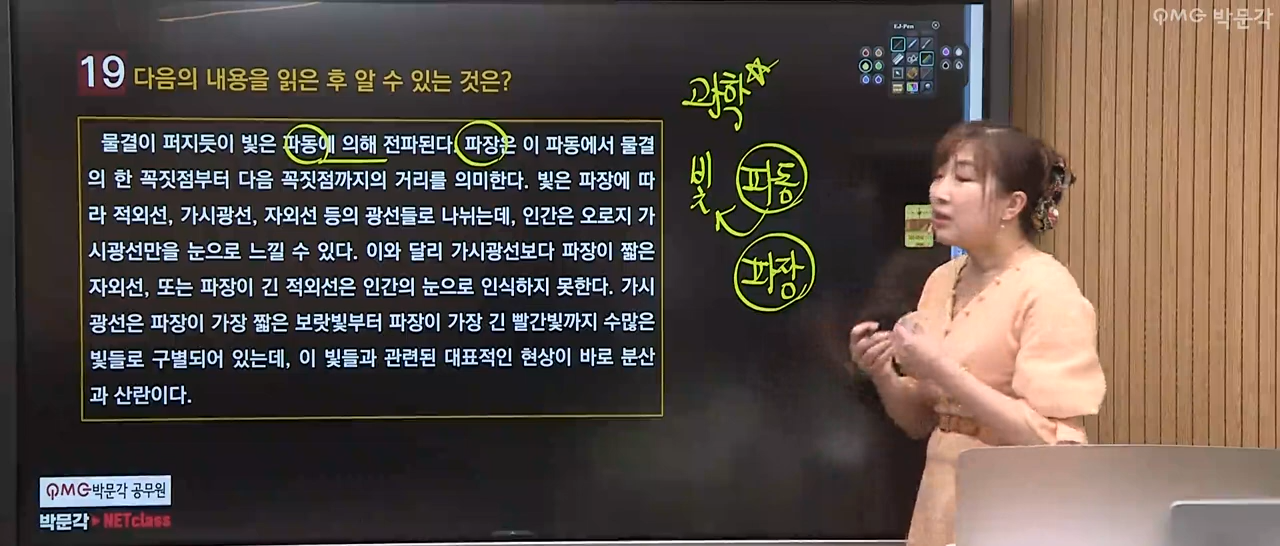 QMG 박문각
19 다음의 내용을 읽은 후 알 수 있는 것은?
물결이 퍼지듯이 빛은 파동에 의해 전파된다. 파장은 이 파동에서 물결
의 한 꼭짓점부터 다음 꼭짓점까지의 거리를 의미한다. 빛은 파장에 따
라 적외선, 가시광선, 자외선 등의 광선들로 나뉘는데, 인간은 오로지 가
시광선만을 눈으로 느낄 수 있다. 이와 달리 가시광선보다 파장이 짧은
자외선, 또는 파장이 긴 적외선은 인간의 눈으로 인식하지 못한다. 가시
광선은 파장이 가장 짧은 보랏빛부터 파장이 가장 긴 빨간빛까지 수많은
빛들로 구별되어 있는데, 이 빛들과 관련된 대표적인 현상이 바로 분산
과 산란이다.
과학
빛 파동
파장
EJ-Pen
QMG박문각 공무원
박문각 NETclass